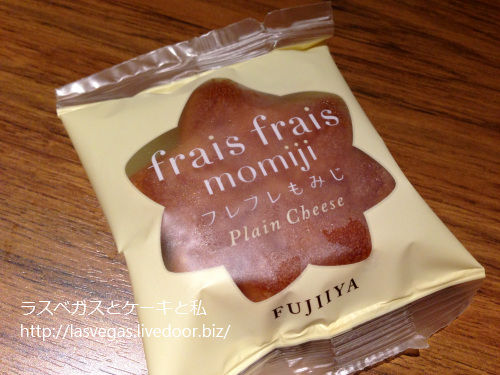 frais frais
momiji
フレフレもみじ
Plain Cheese
FUJIIYA
ラスベガスとケーキと私
http://lasvegas.livedoor.biz/